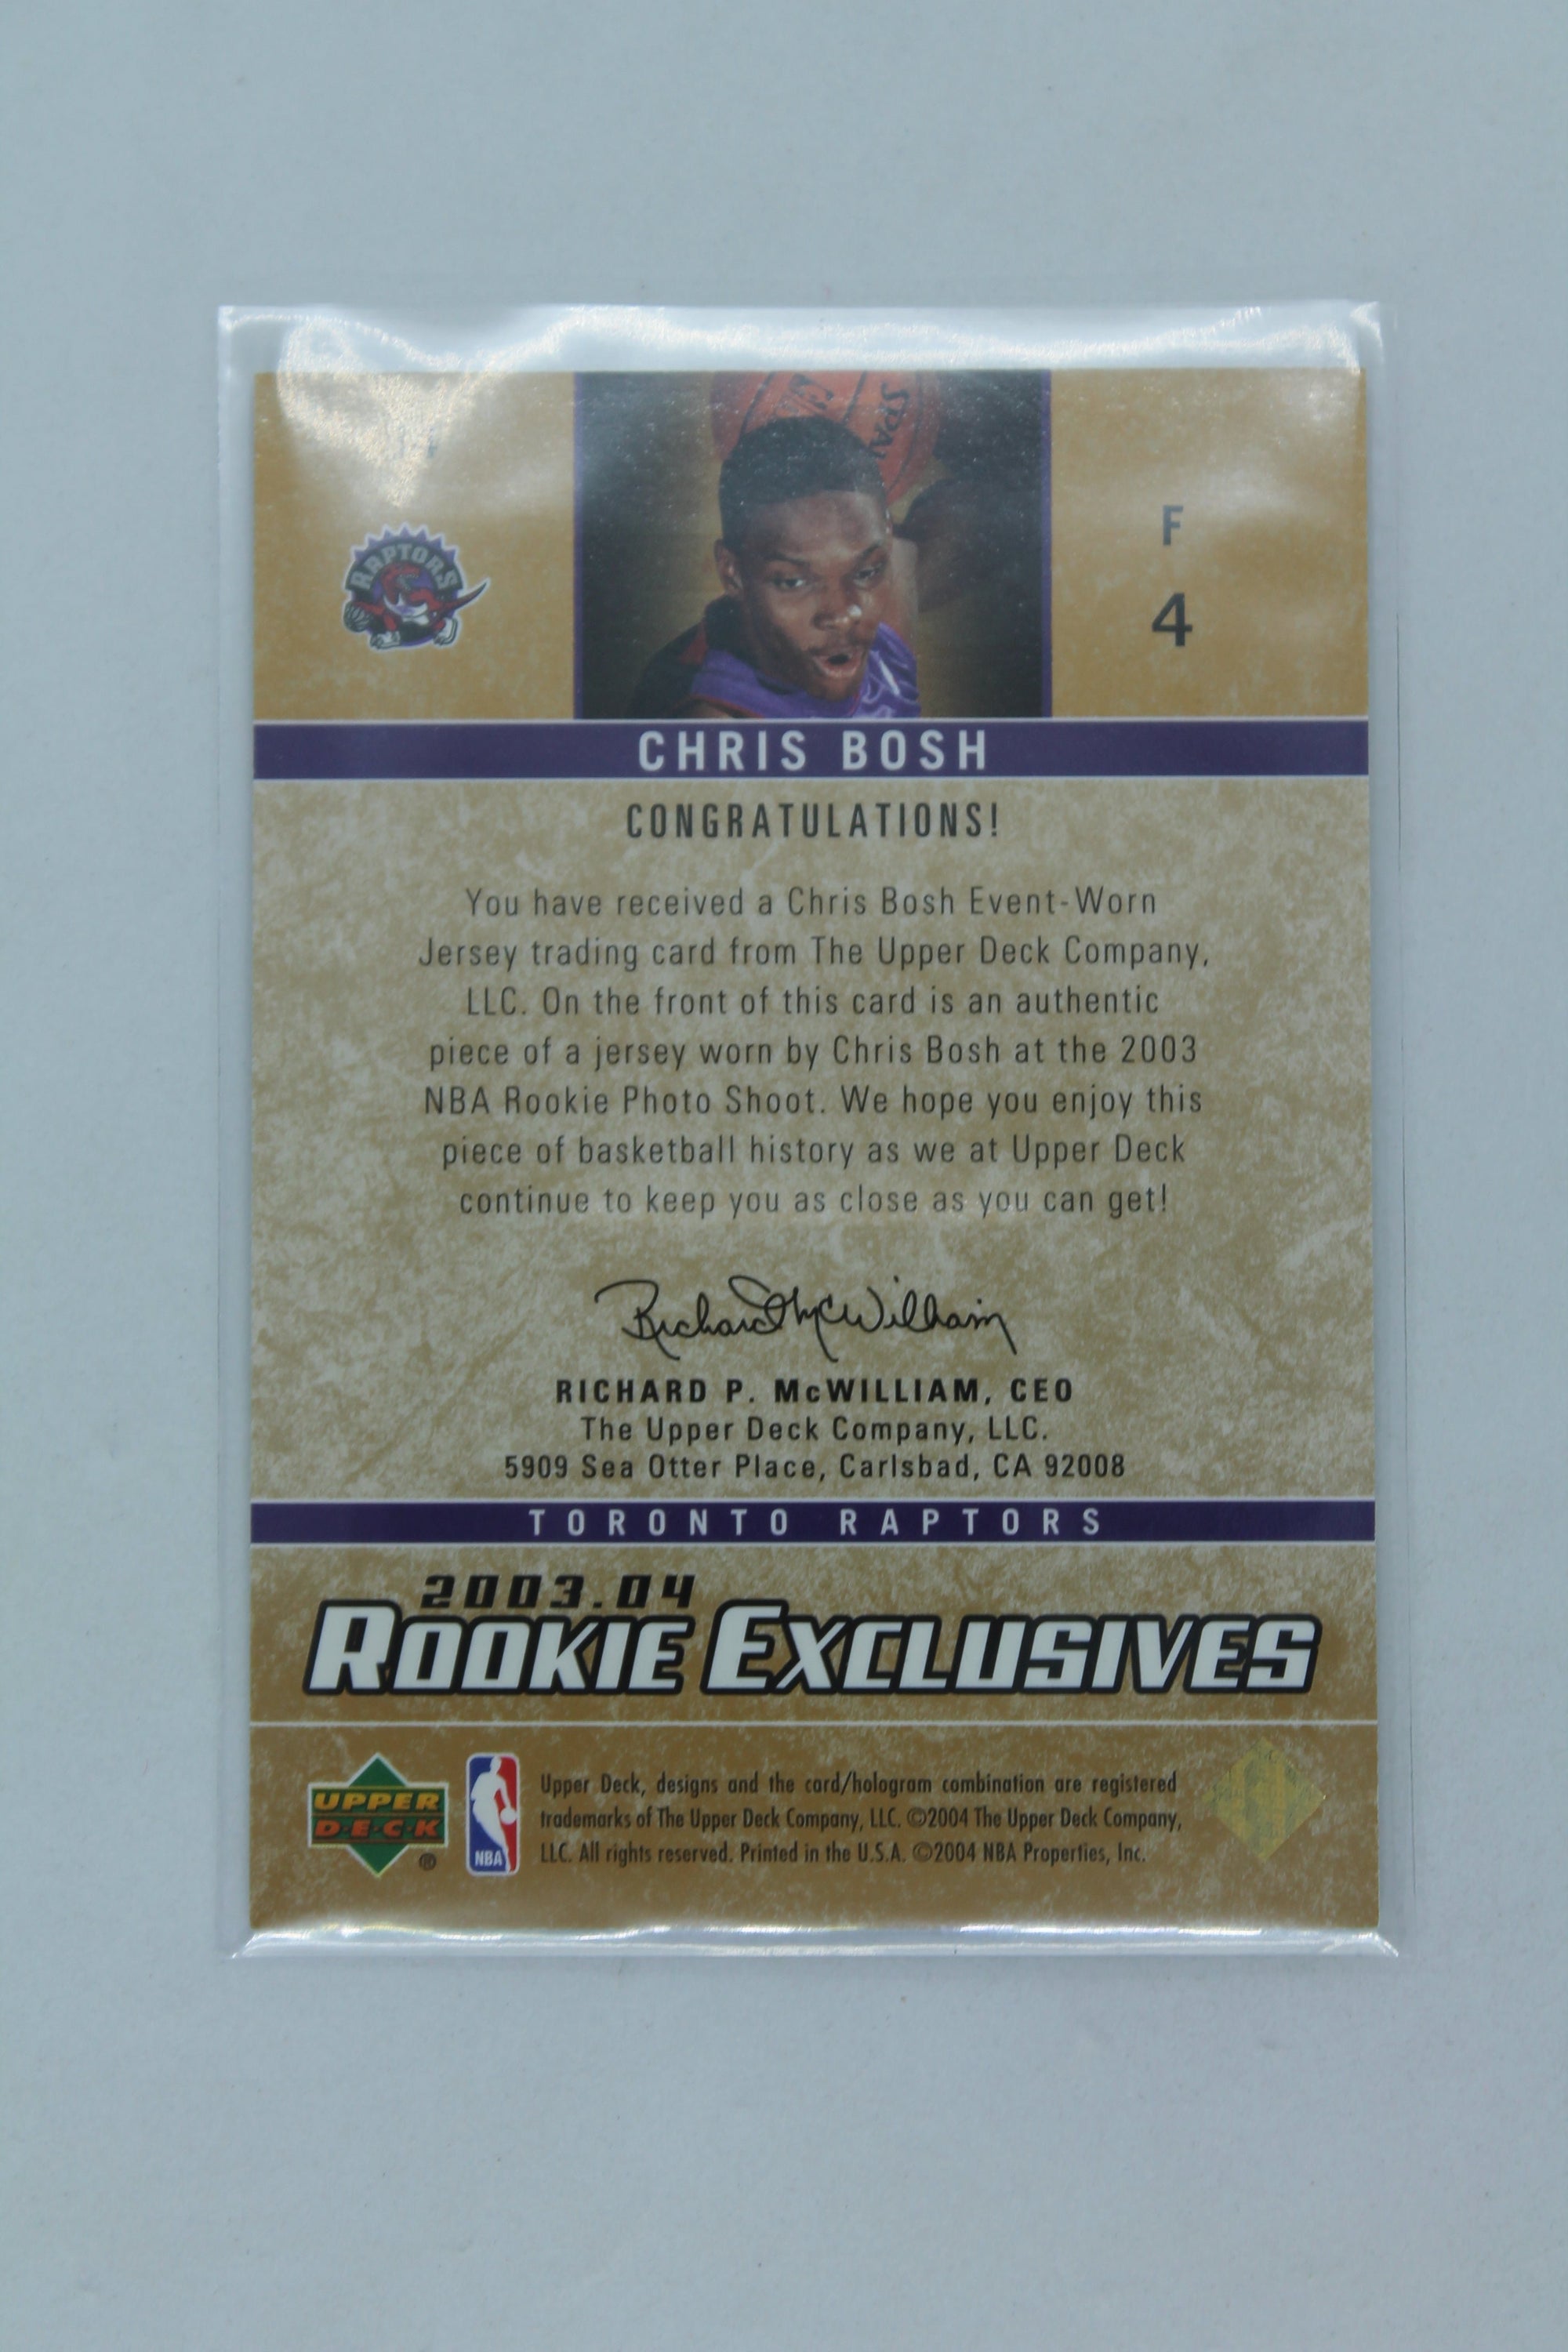 SPAL
RAPTORS
F
4
CHRIS BOSH
CONGRATULATIONS!
You have received a Chris Bosh Event-Worn
Jersey trading card from The Upper Deck Company,
LLC. On the front of this card is an authentic
piece of a jersey worn by Chris Bosh at the 2003
NBA Rookie Photo Shoot. We hope you enjoy this
piece of basketball history as we at Upper Deck
continue to keep you as close as you can get!
Richard McWilliam
RICHARD P. McWILLIAM, CEO
The Upper Deck Company, LLC.
5909 Sea Otter Place, Carlsbad, CA 92008
TORONTO RAPTORS
2003.04
ROOKIE EXCLUSIVES
UPPER
D·E·C·K
®
NBA
Upper Deck, designs and the card/hologram combination are registered
trademarks of The Upper Deck Company, LLC. ©2004 The Upper Deck Company,
LLC. All rights reserved. Printed in the U.S.A. ©2004 NBA Properties, Inc.